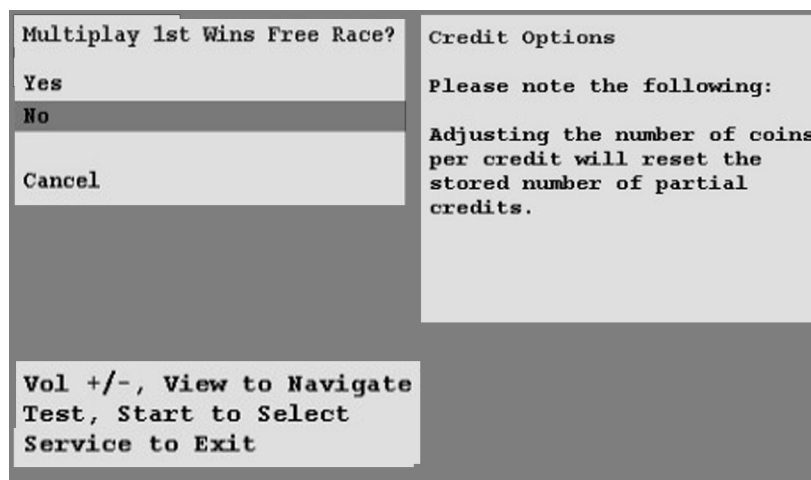 Multiplay 1st Wins Free Race?
Yes
No
Cancel
Credit Options
Please note the following:
Adjusting the number of coins
per credit will reset the
stored number of partial
credits.
Vol +/-, View to Navigate
Test, Start to Select
Service to Exit